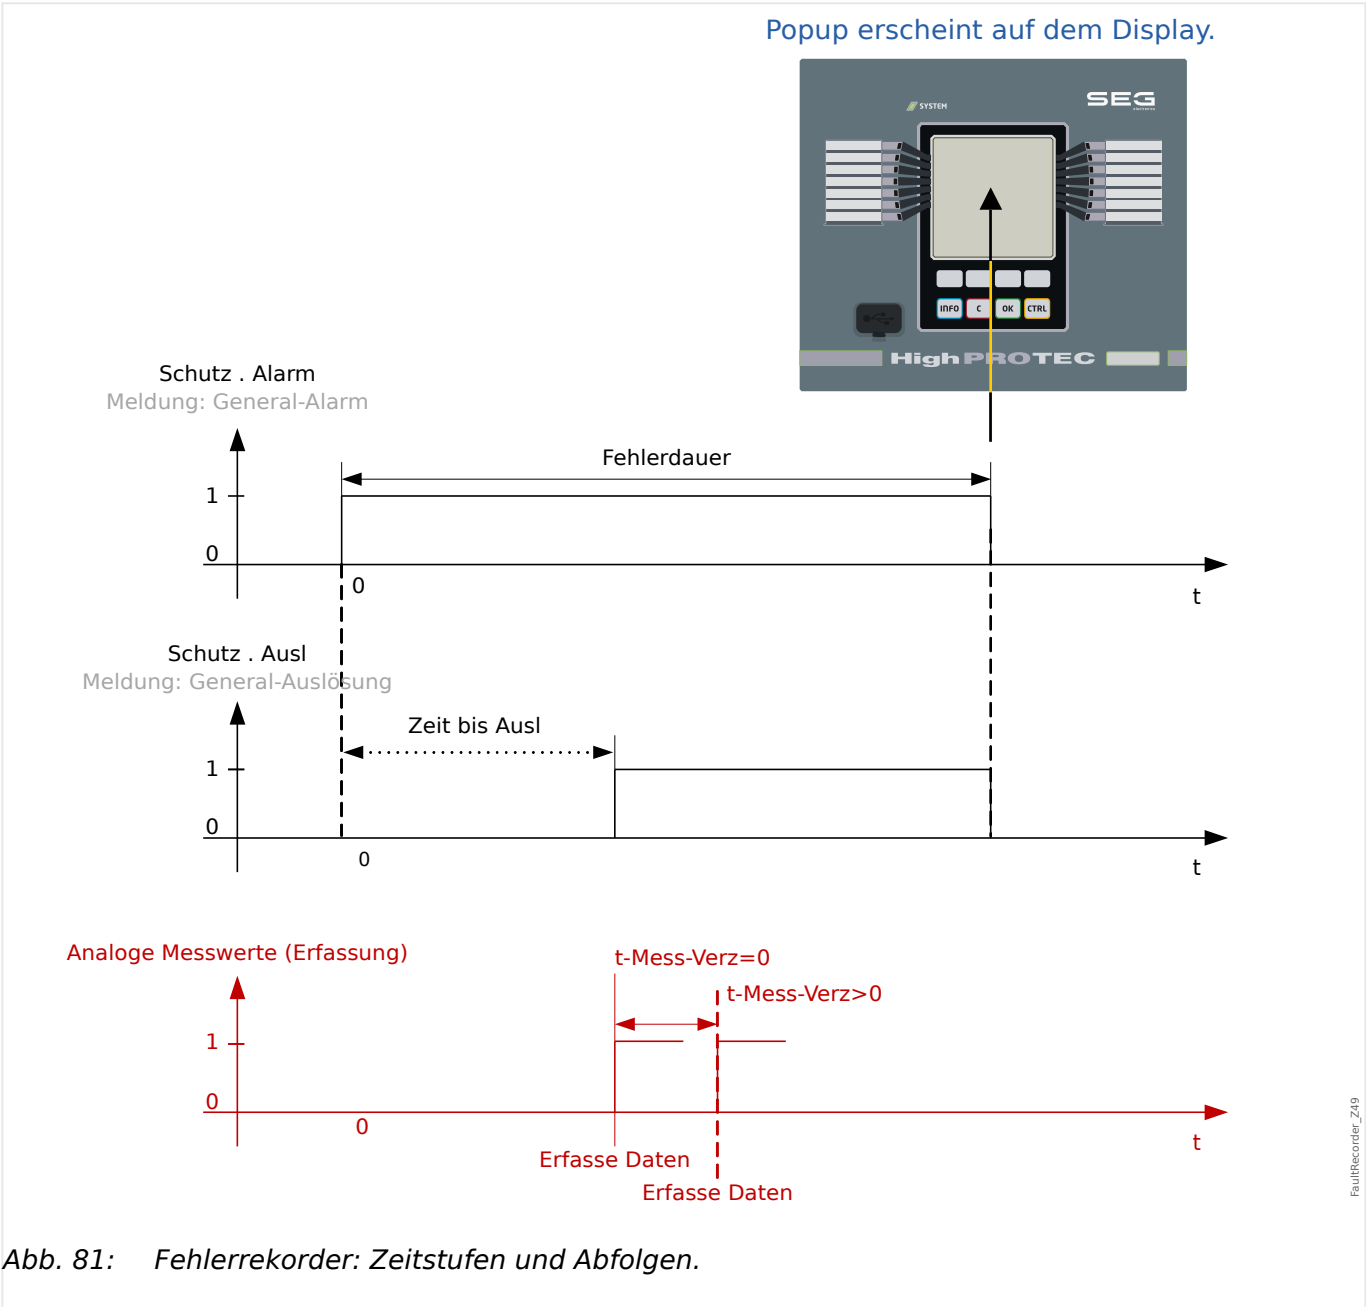 Popup erscheint auf dem Display.
SYSTEM
SEG
INFO
C
OK
CTRL
HighPROTEC
Schutz . Alarm
Meldung: General-Alarm
Fehlerdauer
1
0
0
t
Schutz . Ausl
Meldung: General-Auslösung
Zeit bis Ausl
1
0
0
t
Analoge Messwerte (Erfassung)
t-Mess-Verz=0
t-Mess-Verz>0
1
0
0
t
Erfasse Daten
Erfasse Daten
FaultRecorder_Z49
Abb. 81: Fehlerrekorder: Zeitstufen und Abfolgen.